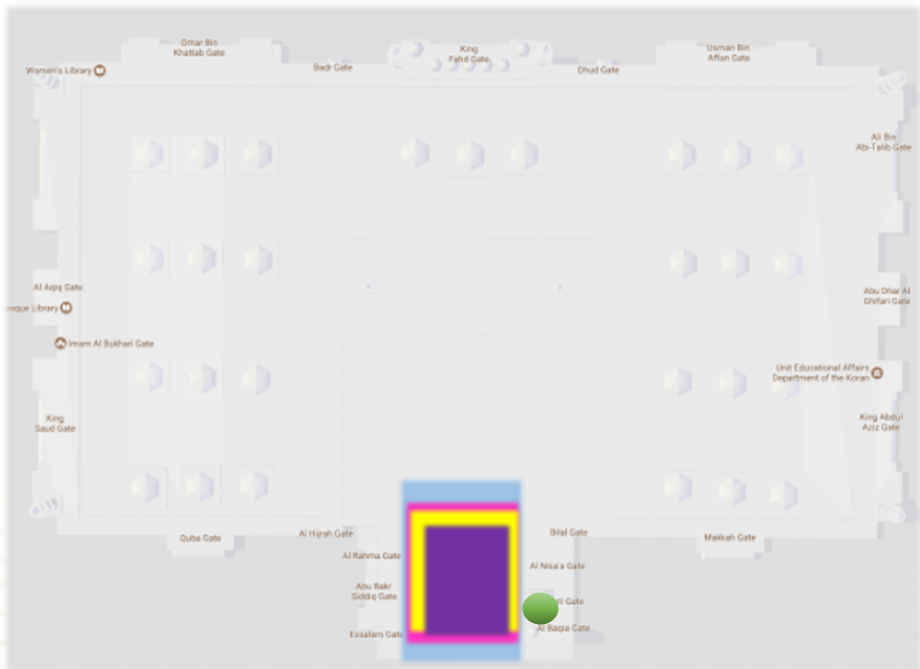 Omar Bin
Khattab Gate
King
Fahd Gate
Usman Bin
Affan Gate
Women's Library
Badr Gate
Ohud Gate
Ali Bin
Abi-Talib Gate
Al Aqiq Gate
Abu Dhar Al
Ghifari Gate
Library
Imam Al Bukhari Gate
Unit Educational Affairs
Department of the Koran
King
Saud Gate
King Abdul
Aziz Gate
Quba Gate
Al Hijrah Gate
Bilal Gate
Makkah Gate
Al Rahma Gate
Al Nisa'a Gate
Abu Bakr
Siddiq Gate
Gate
Essalam Gate
Al Baqia Gate